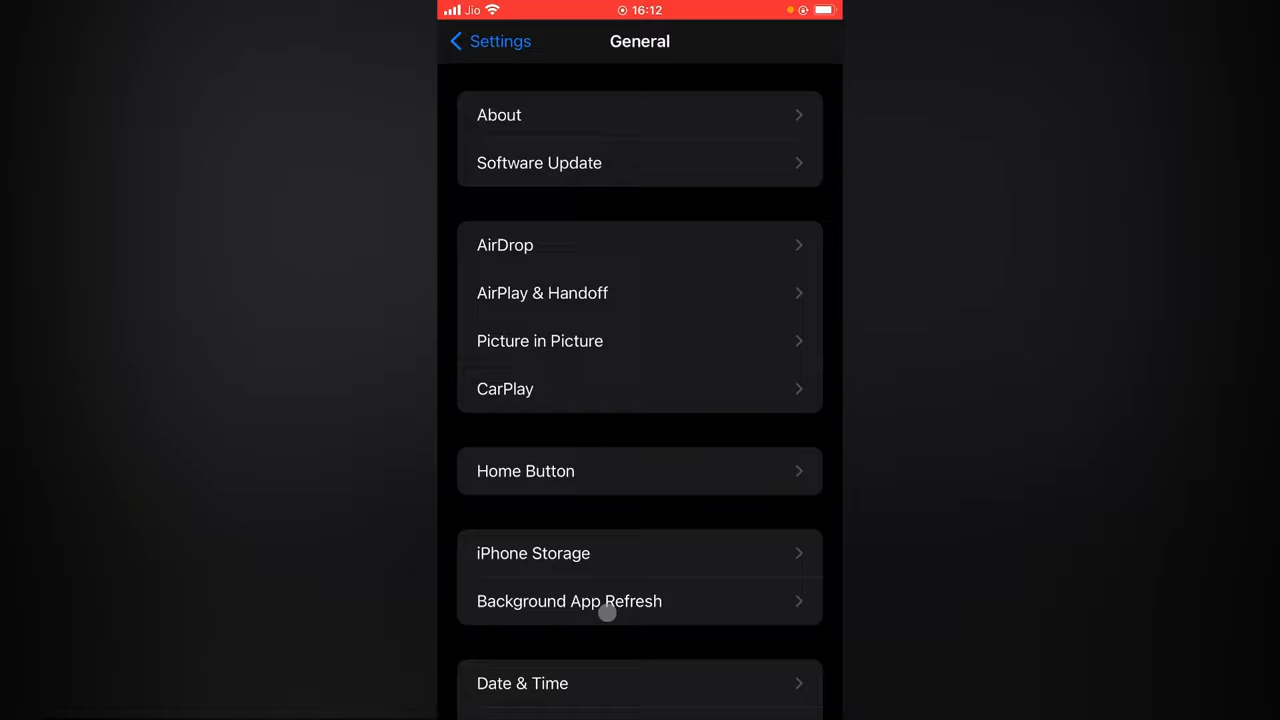 Jio 16:12
Settings General
About
Software Update
AirDrop
AirPlay & Handoff
Picture in Picture
CarPlay
Home Button
iPhone Storage
Background App Refresh
Date & Time